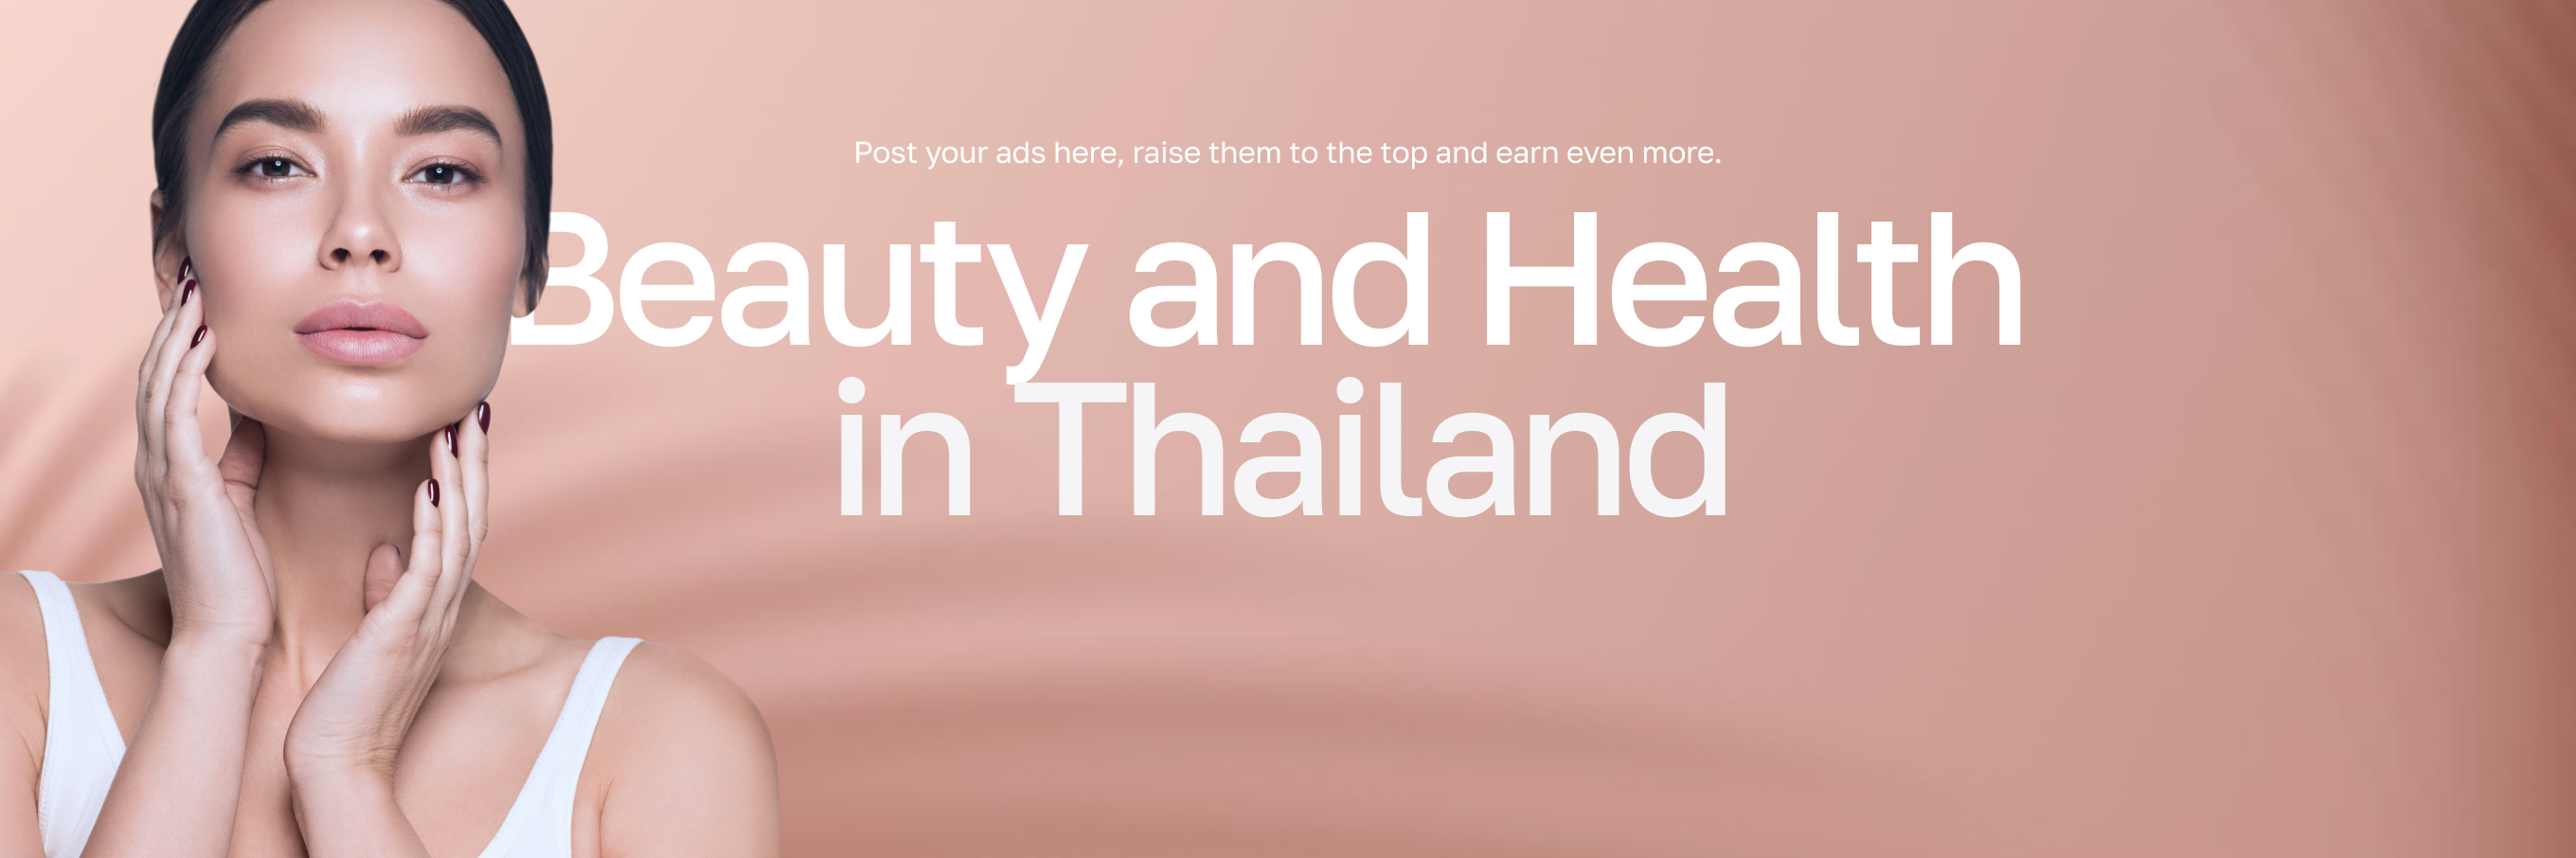 Post your ads here, raise them to the top and earn even more.
Beauty and Health
in Thailand